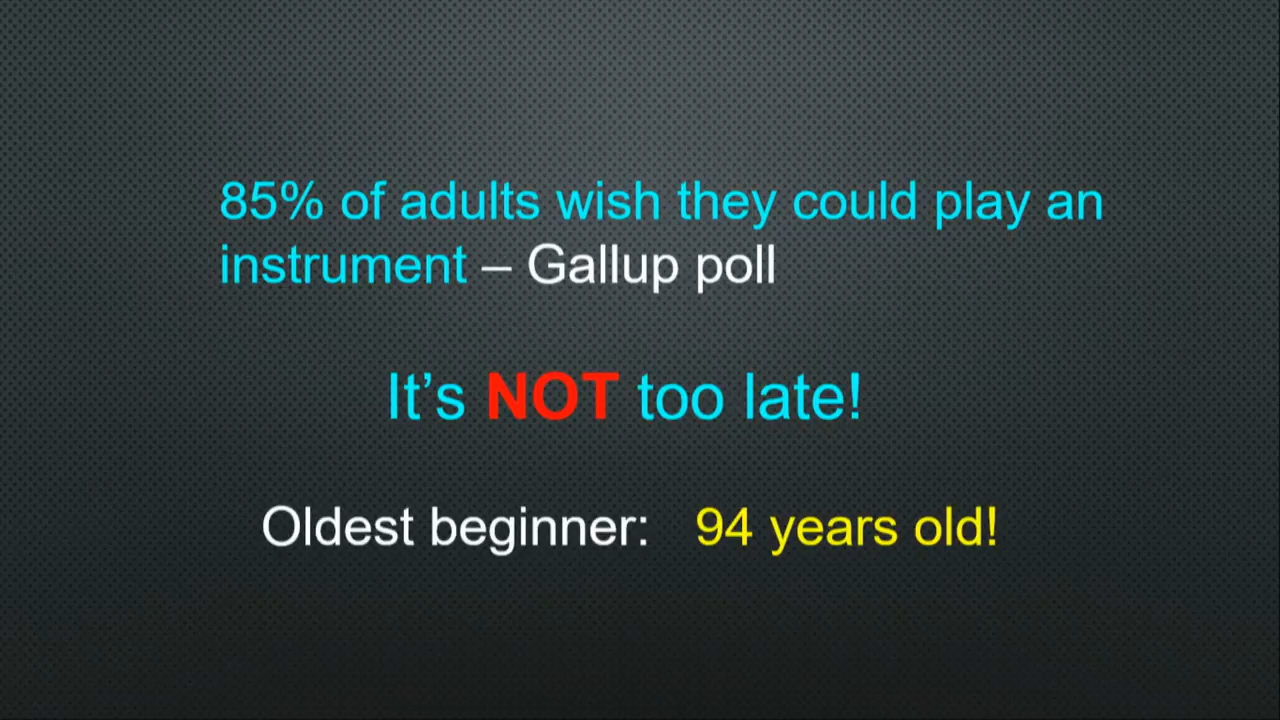 85% of adults wish they could play an
instrument – Gallup poll
It’s NOT too late!
Oldest beginner: 94 years old!